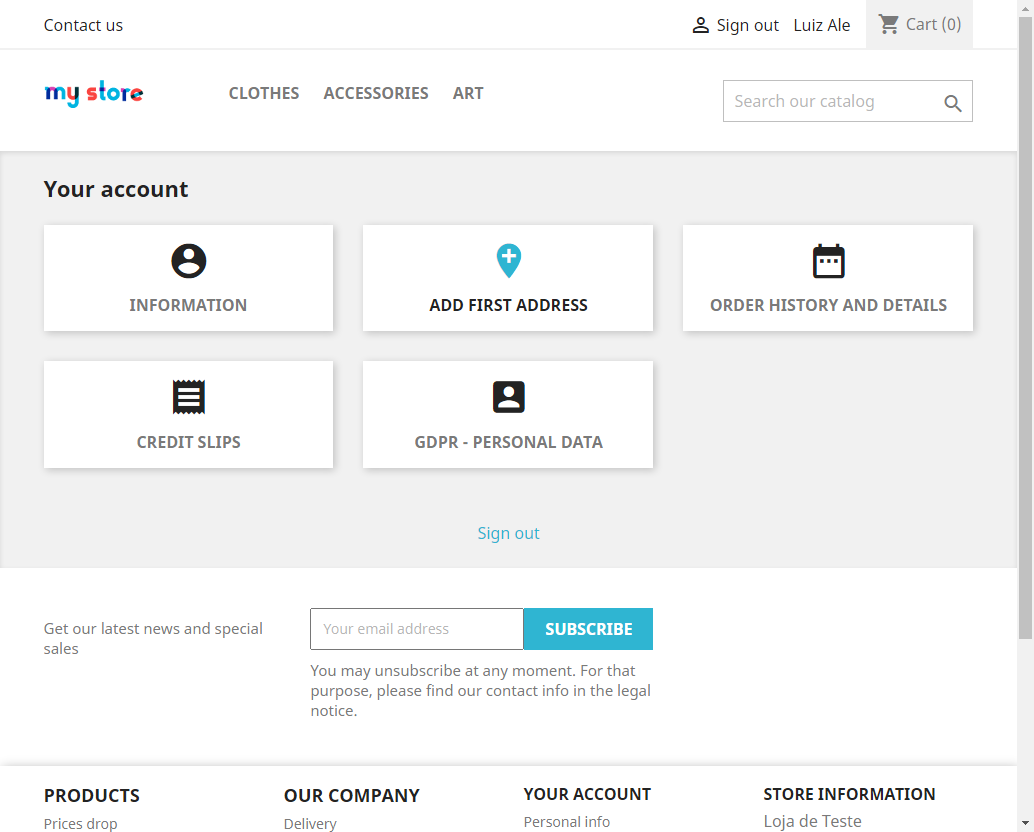 Contact us
Sign out
Luiz Ale
Cart (0)
my store
CLOTHES
ACCESSORIES
ART
Search our catalog
Your account
INFORMATION
ADD FIRST ADDRESS
ORDER HISTORY AND DETAILS
CREDIT SLIPS
GDPR - PERSONAL DATA
Sign out
Get our latest news and special
sales
Your email address
SUBSCRIBE
You may unsubscribe at any moment. For that
purpose, please find our contact info in the legal
notice.
PRODUCTS
Prices drop
OUR COMPANY
Delivery
YOUR ACCOUNT
Personal info
STORE INFORMATION
Loja de Teste